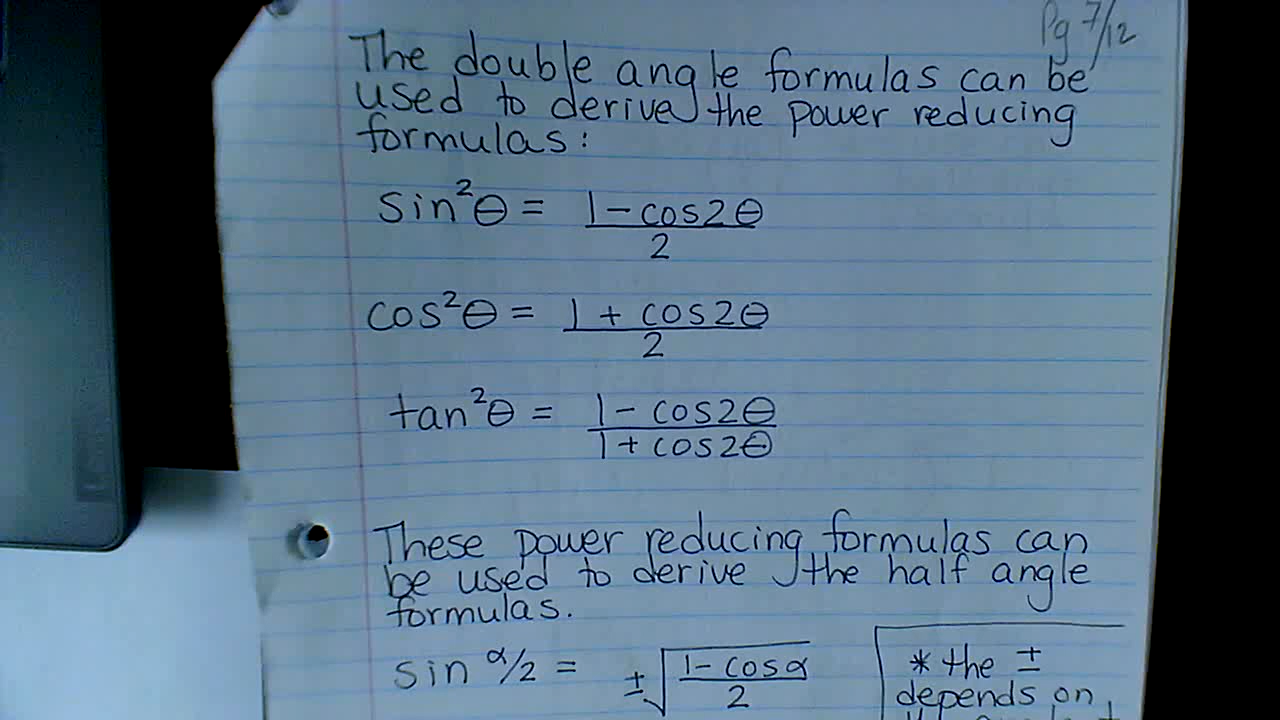 Pg 7/12
The double angle formulas can be
used to derive the power reducing
formulas:
sin²θ = 1 - cos2θ / 2
cos²θ = 1 + cos2θ / 2
tan²θ = 1 - cos2θ / 1 + cos2θ
These power reducing formulas can
be used to derive the half angle
formulas.
sin α/2 = ±√(1 - cosα / 2)
* the ±
depends on